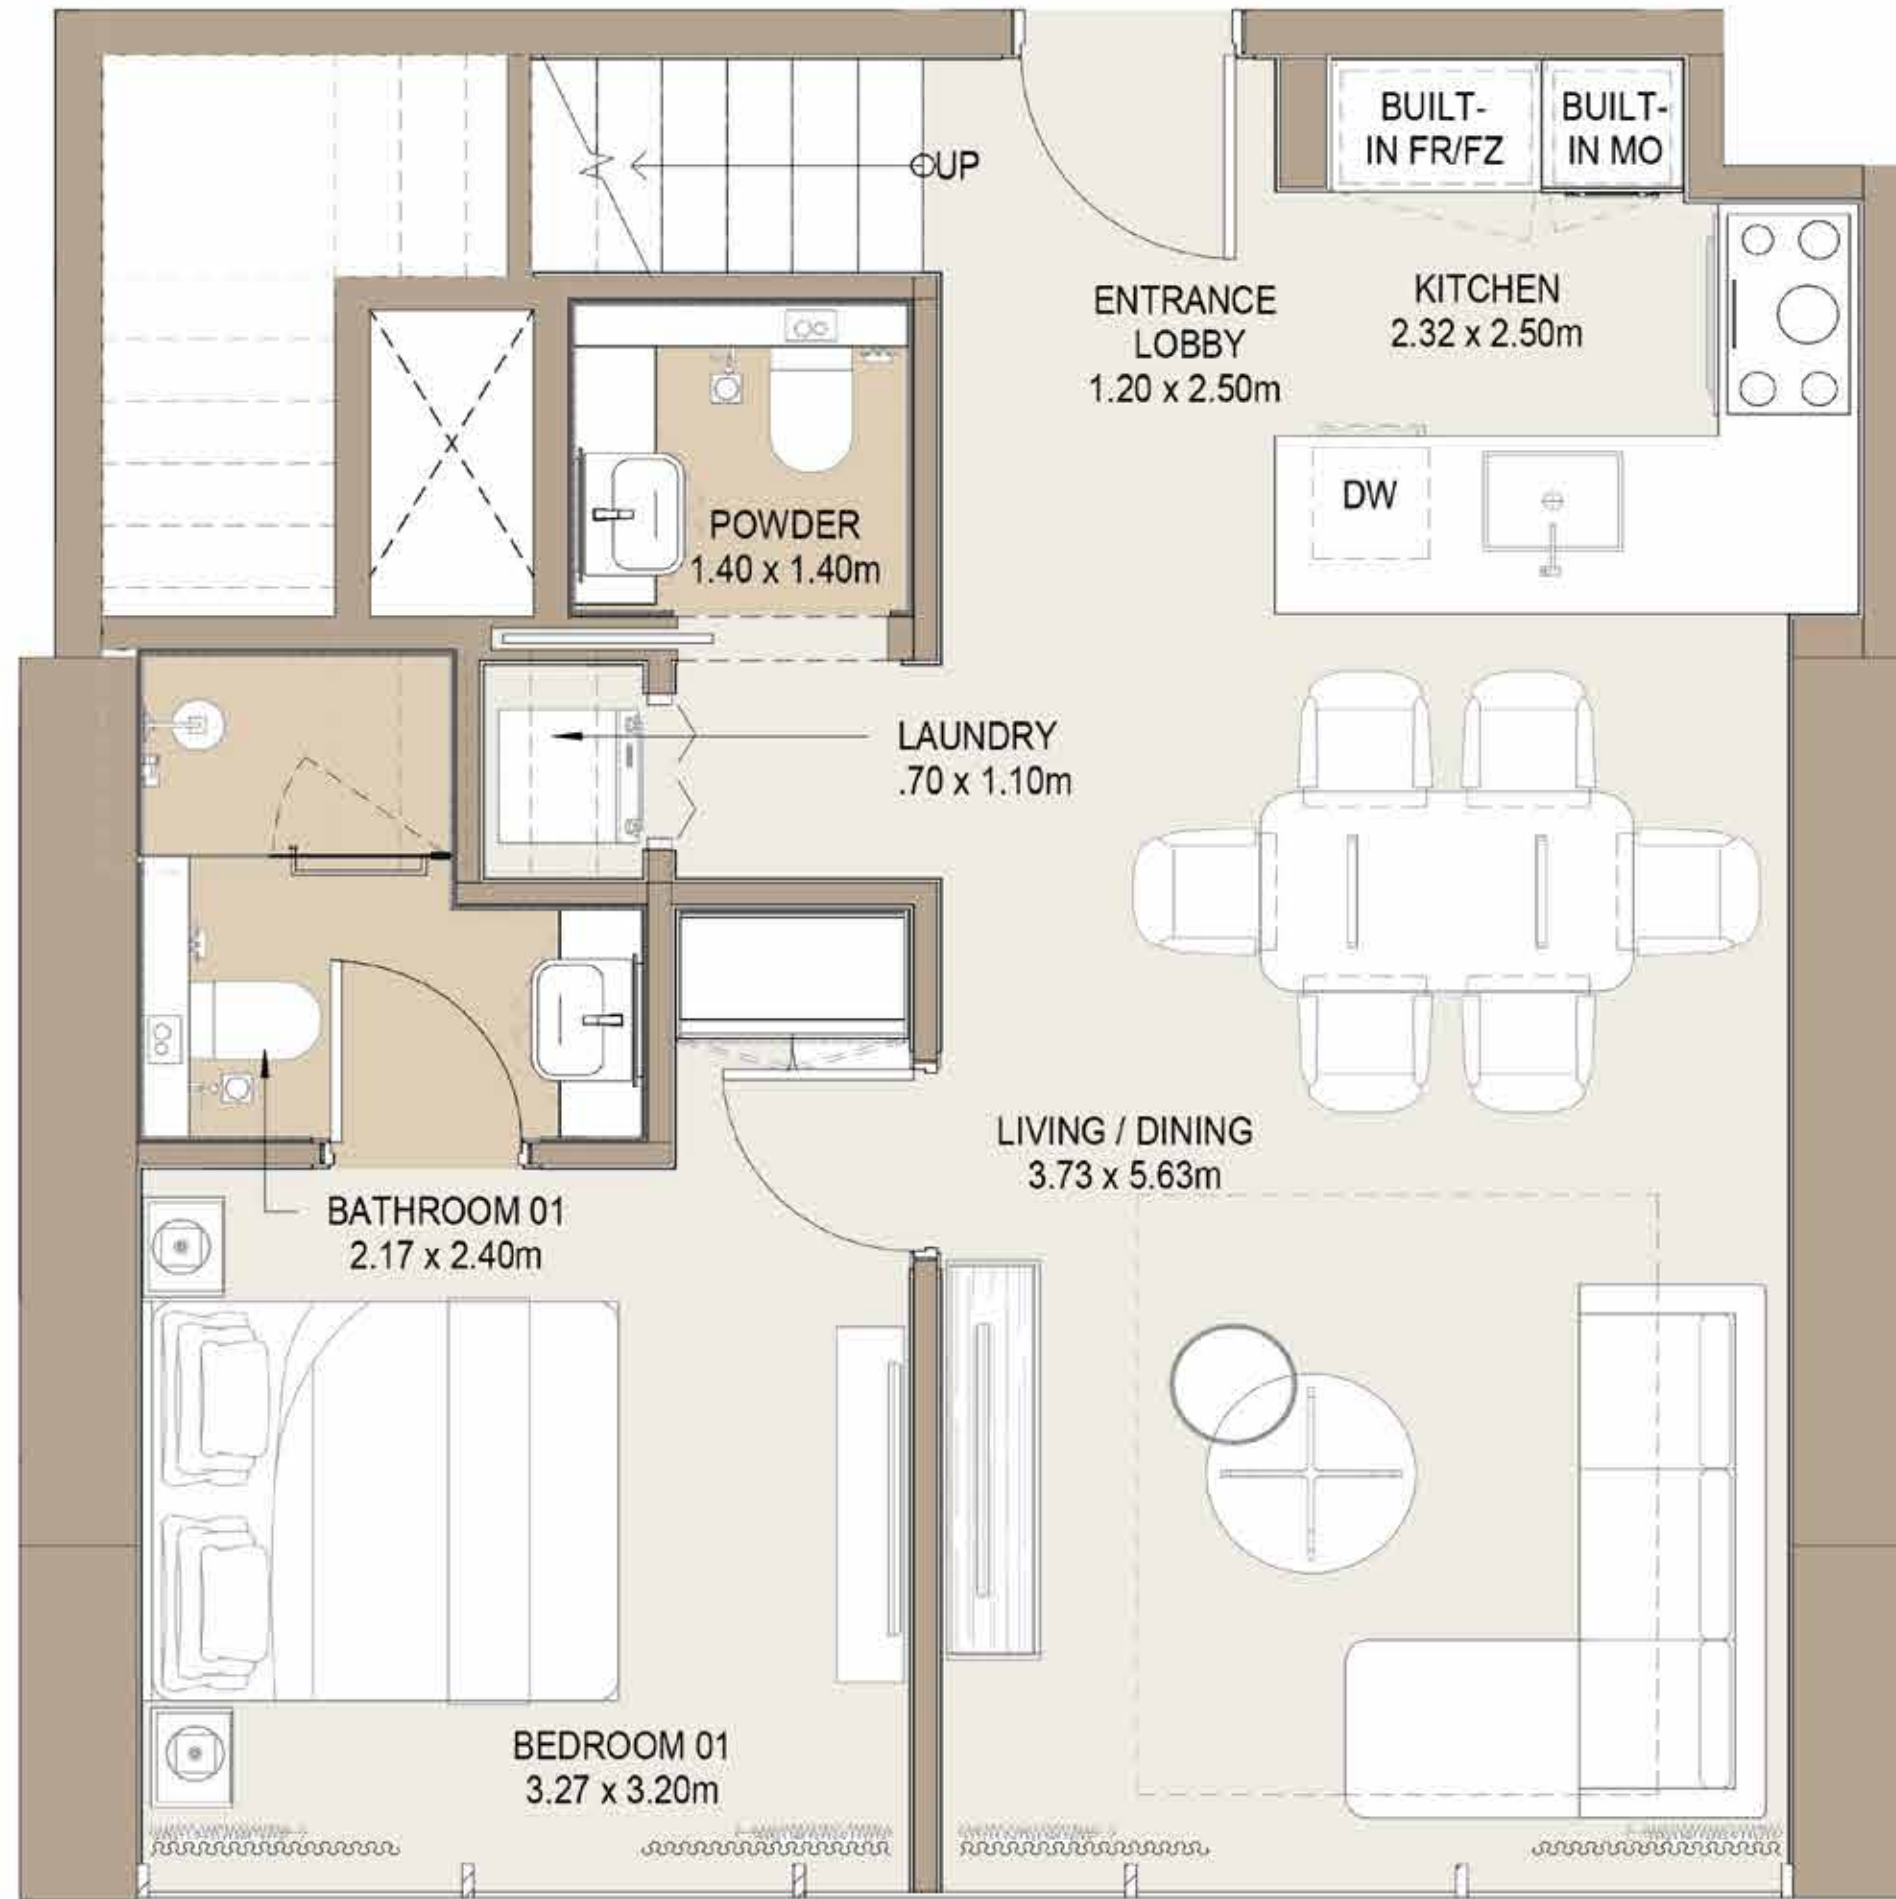 BUILT-
IN FR/FZ
BUILT-
IN MO
UP
ENTRANCE
LOBBY
1.20 x 2.50m
KITCHEN
2.32 x 2.50m
DW
POWDER
1.40 x 1.40m
LAUNDRY
.70 x 1.10m
LIVING / DINING
3.73 x 5.63m
BATHROOM 01
2.17 x 2.40m
BEDROOM 01
3.27 x 3.20m